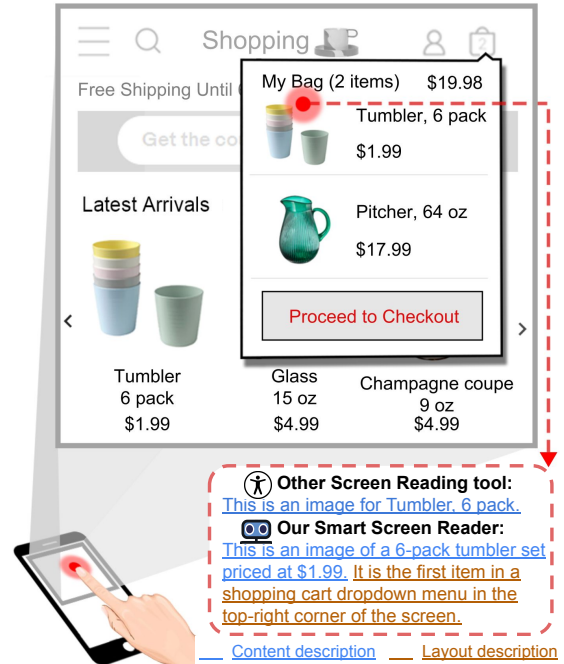 Shopping
2
Free Shipping Until
My Bag (2 items) $19.98
Get the
Tumbler, 6 pack
$1.99
Latest Arrivals
Pitcher, 64 oz
$17.99
Proceed to Checkout
Tumbler
6 pack
$1.99
Glass
15 oz
$4.99
Champagne coupe
9 oz
$4.99
Other Screen Reading tool:
This is an image for Tumbler, 6 pack.
Our Smart Screen Reader:
This is an image of a 6-pack tumbler set
priced at $1.99. It is the first item in a
shopping cart dropdown menu in the
top-right corner of the screen.
Content description Layout description